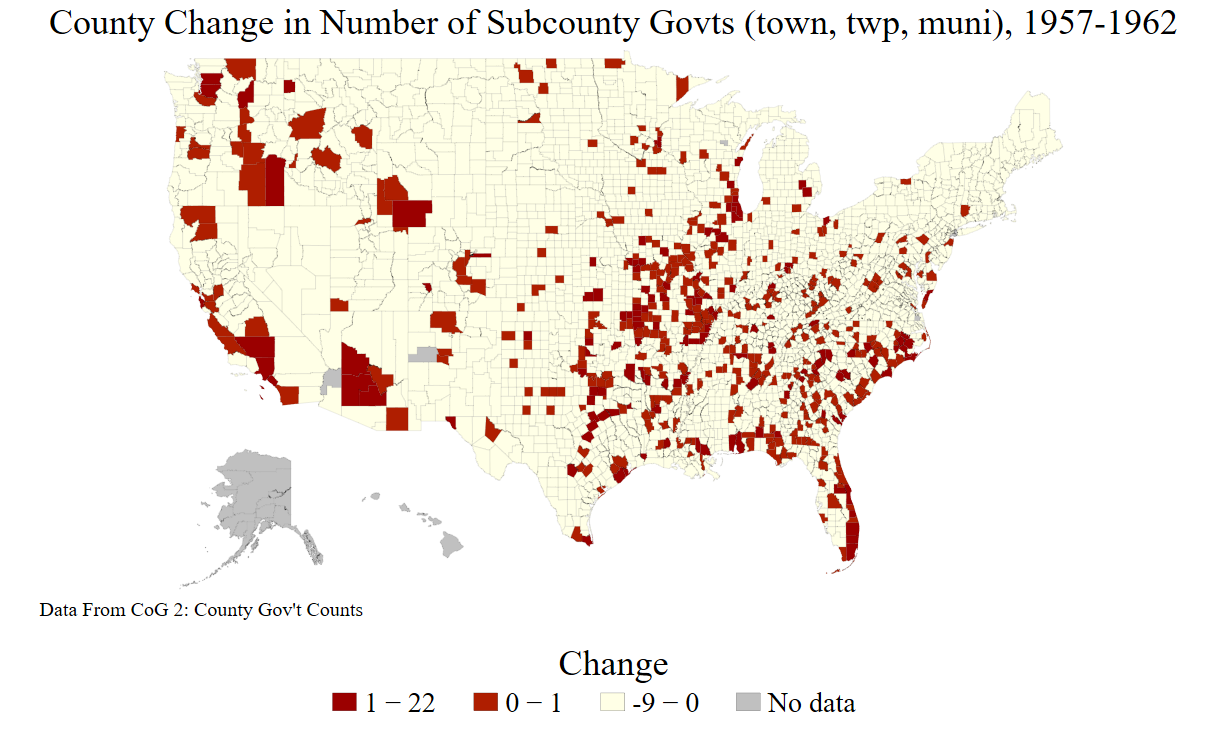 County Change in Number of Subcounty Govts (town, twp, muni), 1957-1962
Data From CoG 2: County Gov't Counts
Change
1 − 22
0 − 1
-9 − 0
No data